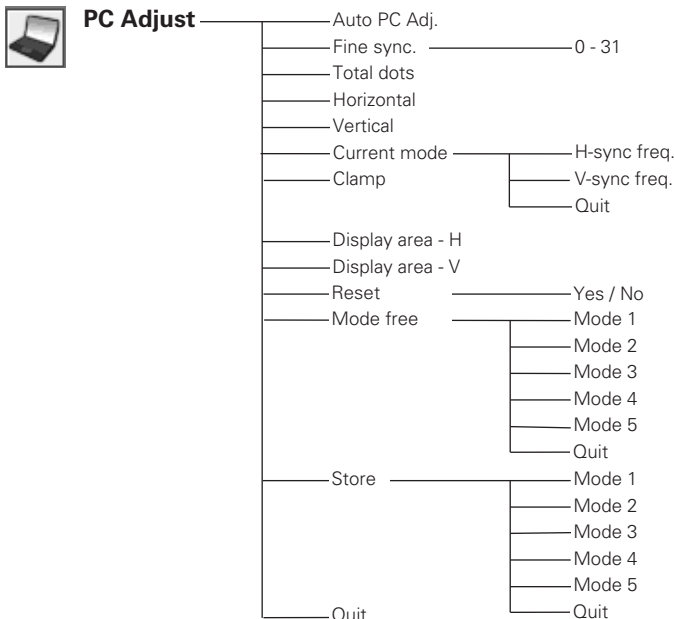 PC Adjust
Auto PC Adj.
Fine sync. 0 - 31
Total dots
Horizontal
Vertical
Current mode H-sync freq.
Clamp V-sync freq.
Quit
Display area - H
Display area - V
Reset Yes / No
Mode free Mode 1
Mode 2
Mode 3
Mode 4
Mode 5
Quit
Store Mode 1
Mode 2
Mode 3
Mode 4
Mode 5
Quit Quit